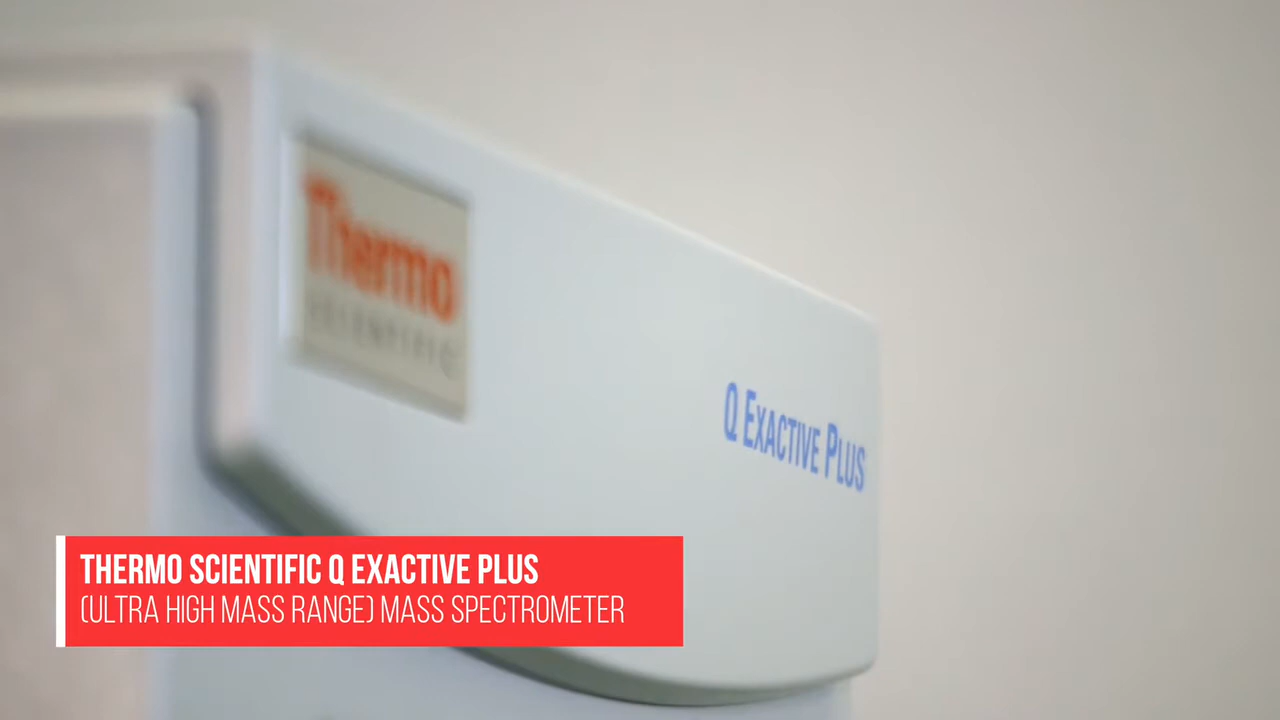 Thermo
SCIENTIFIC
Q EXACTIVE PLUS
THERMO SCIENTIFIC Q EXACTIVE PLUS
(ULTRA HIGH MASS RANGE) MASS SPECTROMETER